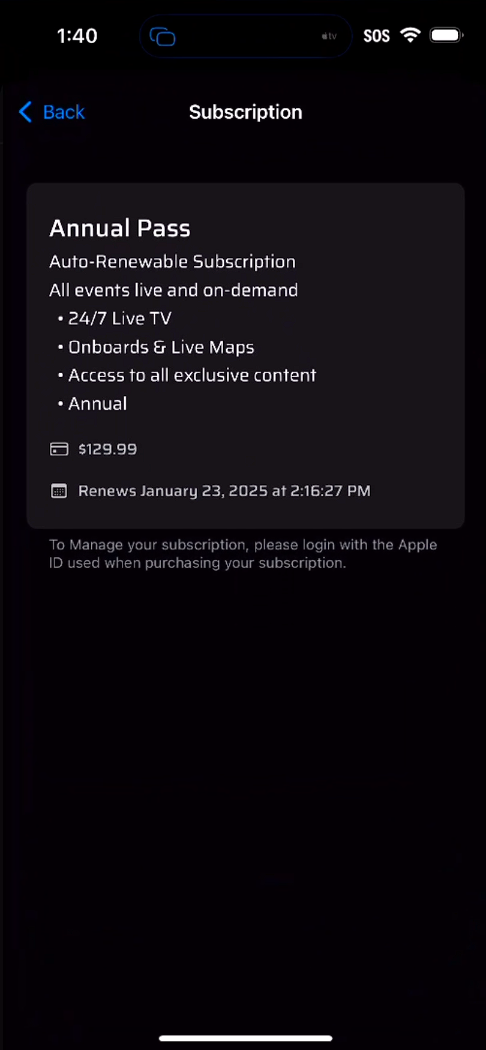 1:40
tv
SOS
Back
Subscription
Annual Pass
Auto-Renewable Subscription
All events live and on-demand
• 24/7 Live TV
• Onboards & Live Maps
• Access to all exclusive content
• Annual
$129.99
Renews January 23, 2025 at 2:16:27 PM
To Manage your subscription, please login with the Apple
ID used when purchasing your subscription.